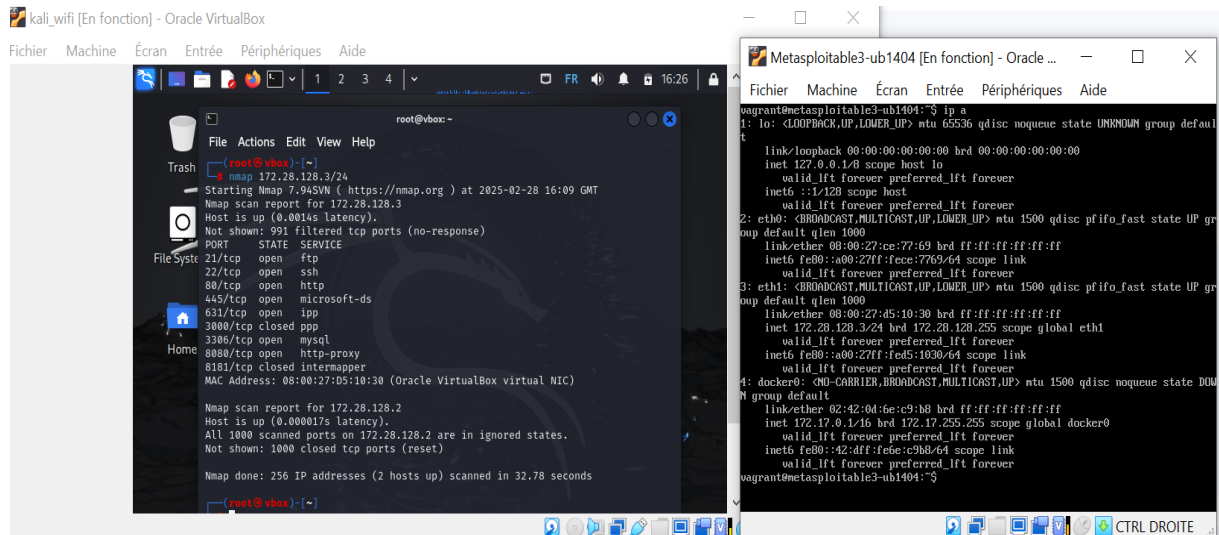 kali_wifi [En fonction] - Oracle VirtualBox
Fichier Machine Écran Entrée Périphériques Aide
1 2 3 4 FR 16:26
Trash
File Syste
Home
root@vbox: ~
File Actions Edit View Help
(root㉿vbox)-[~]
# nmap 172.28.128.3/24
Starting Nmap 7.94SVN ( https://nmap.org ) at 2025-02-28 16:09 GMT
Nmap scan report for 172.28.128.3
Host is up (0.0014s latency).
Not shown: 991 filtered tcp ports (no-response)
PORT STATE SERVICE
21/tcp open ftp
22/tcp open ssh
80/tcp open http
445/tcp open microsoft-ds
631/tcp open ipp
3000/tcp closed ppp
3306/tcp open mysql
8080/tcp open http-proxy
8181/tcp closed intermapper
MAC Address: 08:00:27:D5:10:30 (Oracle VirtualBox virtual NIC)
Nmap scan report for 172.28.128.2
Host is up (0.000017s latency).
All 1000 scanned ports on 172.28.128.2 are in ignored states.
Not shown: 1000 closed tcp ports (reset)
Nmap done: 256 IP addresses (2 hosts up) scanned in 32.78 seconds
(root㉿vbox)-[~]
Metasploitable3-ub1404 [En fonction] - Oracle ...
Fichier Machine Écran Entrée Périphériques Aide
vagrant@metasploitable3-ub1404:~$ ip a
1: lo: <LOOPBACK,UP,LOWER_UP> mtu 65536 qdisc noqueue state UNKNOWN group defaul
t
link/loopback 00:00:00:00:00:00 brd 00:00:00:00:00:00
inet 127.0.0.1/8 scope host lo
valid_lft forever preferred_lft forever
inet6 ::1/128 scope host
valid_lft forever preferred_lft forever
2: eth0: <BROADCAST,MULTICAST,UP,LOWER_UP> mtu 1500 qdisc pfifo_fast state UP gr
oup default qlen 1000
link/ether 08:00:27:ce:77:69 brd ff:ff:ff:ff:ff:ff
inet6 fe80::a00:27ff:fece:7769/64 scope link
valid_lft forever preferred_lft forever
3: eth1: <BROADCAST,MULTICAST,UP,LOWER_UP> mtu 1500 qdisc pfifo_fast state UP gr
oup default qlen 1000
link/ether 08:00:27:d5:10:30 brd ff:ff:ff:ff:ff:ff
inet 172.28.128.3/24 brd 172.28.128.255 scope global eth1
valid_lft forever preferred_lft forever
inet6 fe80::a00:27ff:fed5:1030/64 scope link
valid_lft forever preferred_lft forever
4: docker0: <NO-CARRIER,BROADCAST,MULTICAST,UP> mtu 1500 qdisc noqueue state DOW
N group default
link/ether 02:42:0d:6e:c9:b8 brd ff:ff:ff:ff:ff:ff
inet 172.17.0.1/16 brd 172.17.255.255 scope global docker0
valid_lft forever preferred_lft forever
inet6 fe80::42:dff:fe6e:c9b8/64 scope link
valid_lft forever preferred_lft forever
vagrant@metasploitable3-ub1404:~$
CTRL DROITE